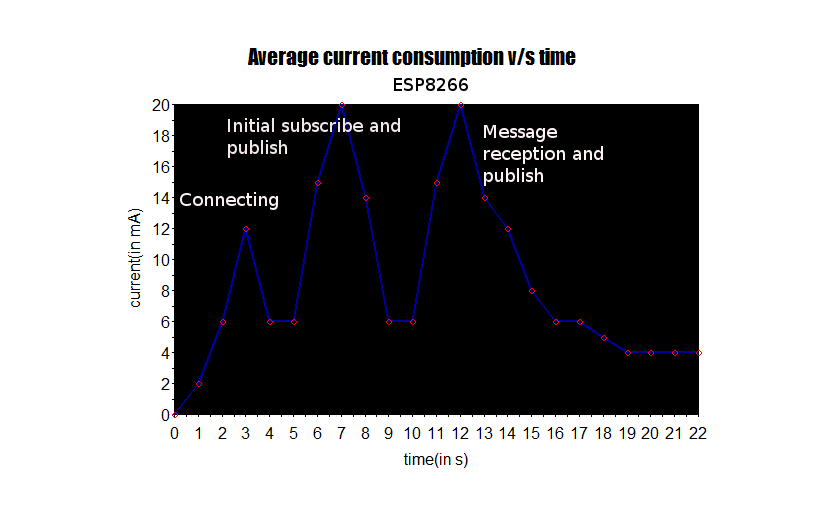 Average current consumption v/s time
ESP8266
20
18
16
14
12
10
8
6
4
2
0
current(in mA)
Initial subscribe and
publish
Message
reception and
publish
Connecting
0 1 2 3 4 5 6 7 8 9 10 11 12 13 14 15 16 17 18 19 20 21 22
time(in s)